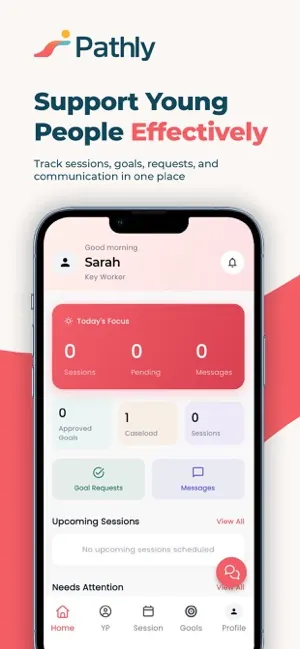 Pathly
Support Young
People Effectively
Track sessions, goals, requests, and
communication in one place
Good morning
Sarah
Key Worker
Today's Focus
0 0 0
Sessions Pending Messages
0 1 0
Approved Goals Caseload Sessions
Goal Requests Messages
Upcoming Sessions View All
No upcoming sessions scheduled
Needs Attention View All
Home YP Session Goals Profile